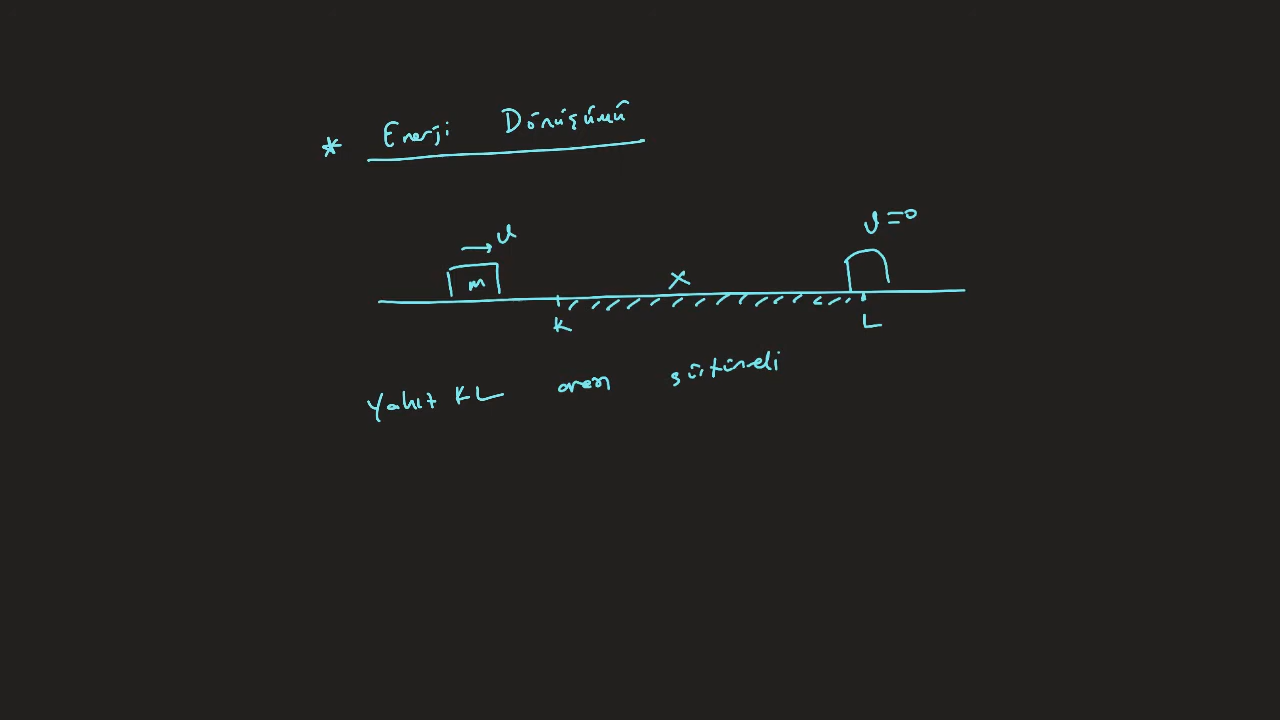 * Enerji Dönüşümü
v
v=0
m
x
K
L
Yalnız KL arası sürtünmeli